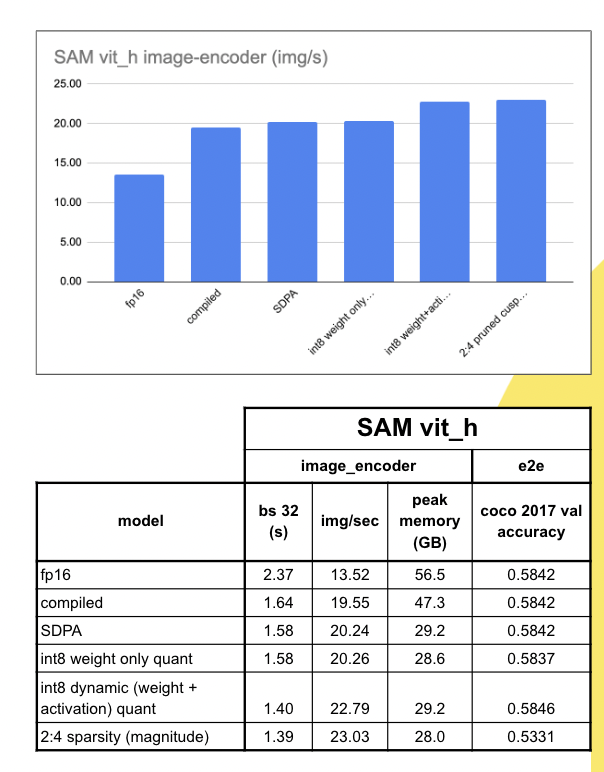 SAM vit_h image-encoder (img/s)
25.00
20.00
15.00
10.00
5.00
0.00
fp16
compiled
SDPA
int8 weight only…
int8 weight+acti…
2:4 pruned cusp…
SAM vit_h
image_encoder e2e
model bs 32 (s) img/sec peak memory (GB) coco 2017 val accuracy
fp16 2.37 13.52 56.5 0.5842
compiled 1.64 19.55 47.3 0.5842
SDPA 1.58 20.24 29.2 0.5842
int8 weight only quant 1.58 20.26 28.6 0.5837
int8 dynamic (weight +
activation) quant 1.40 22.79 29.2 0.5846
2:4 sparsity (magnitude) 1.39 23.03 28.0 0.5331